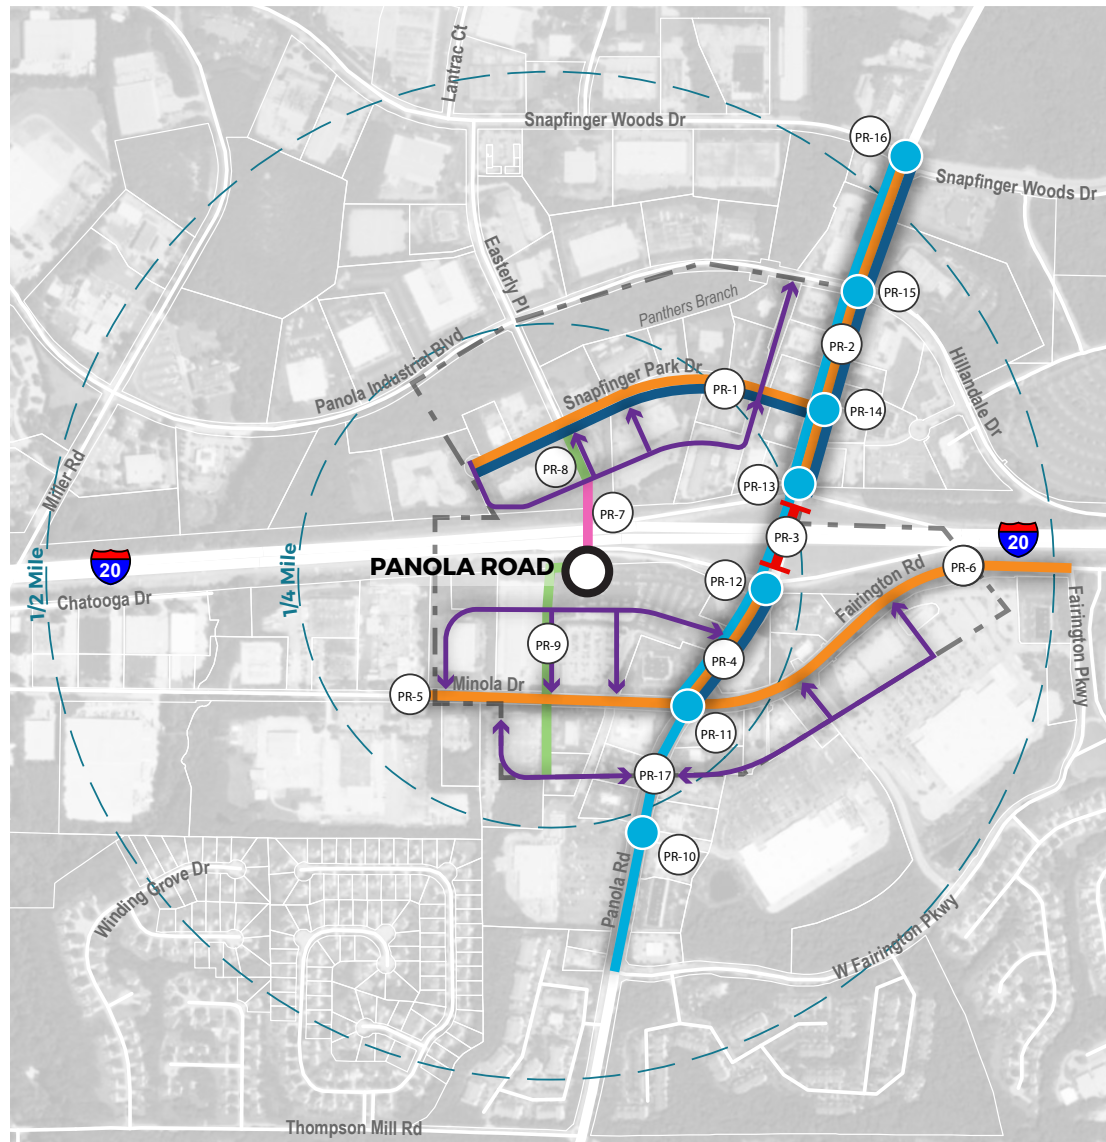 Lantrac Ct
Snapfinger Woods Dr
PR-16
Snapfinger Woods Dr
Easterly Pl
PR-15
Panthers Branch
PR-2
Panola Industrial Blvd
Snapfinger Park Dr
PR-1
Hillandale Dr
PR-14
Miller Rd
PR-8
PR-13
PR-7
PR-3
20
1/2 Mile
1/4 Mile
PANOLA ROAD
20
Chatooga Dr
PR-12
Fairington Rd
PR-6
Fairington Pkwy
PR-9
PR-4
PR-5
Minola Dr
PR-11
PR-17
PR-10
Panola Rd
Winding Grove Dr
W Fairington Pkwy
Thompson Mill Rd